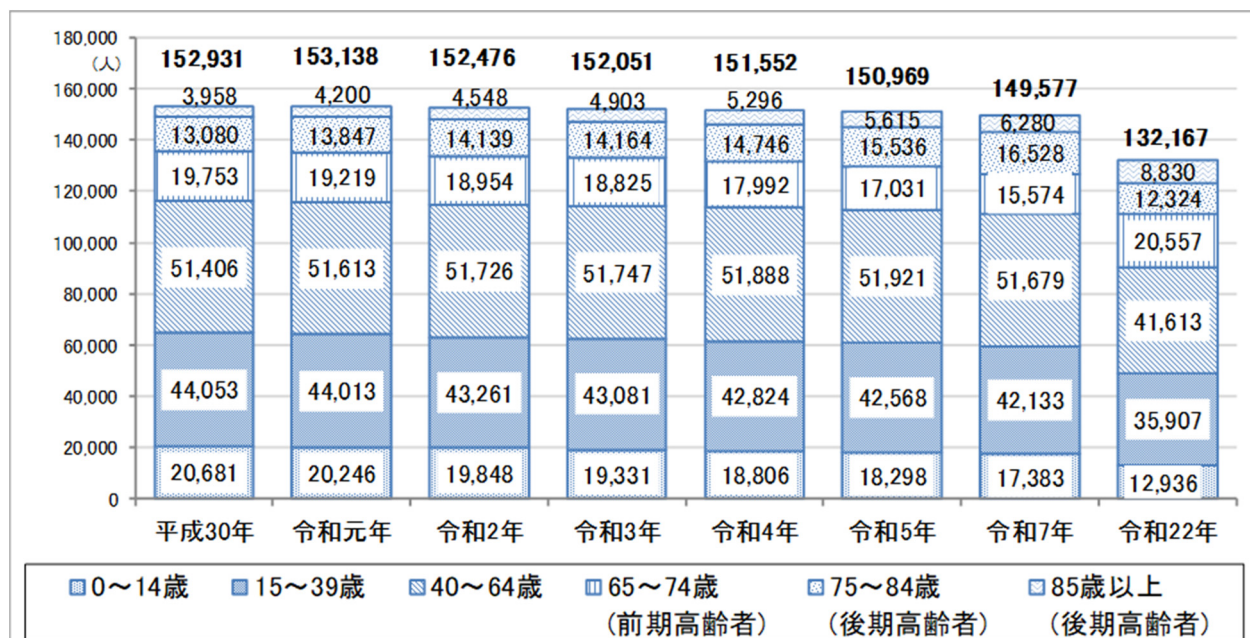 180,000
(人)
160,000
140,000
120,000
100,000
80,000
60,000
40,000
20,000
0
152,931 153,138 152,476 152,051 151,552 150,969 149,577 132,167
3,958 4,200 4,548 4,903 5,296 5,615 6,280 8,830
13,080 13,847 14,139 14,164 14,746 15,536 16,528 12,324
19,753 19,219 18,954 18,825 17,992 17,031 15,574 20,557
51,406 51,613 51,726 51,747 51,888 51,921 51,679 41,613
44,053 44,013 43,261 43,081 42,824 42,568 42,133 35,907
20,681 20,246 19,848 19,331 18,806 18,298 17,383 12,936
平成30年 令和元年 令和2年 令和3年 令和4年 令和5年 令和7年 令和22年
0～14歳 15～39歳 40～64歳 65～74歳 75～84歳 85歳以上
(前期高齢者) (後期高齢者) (後期高齢者)